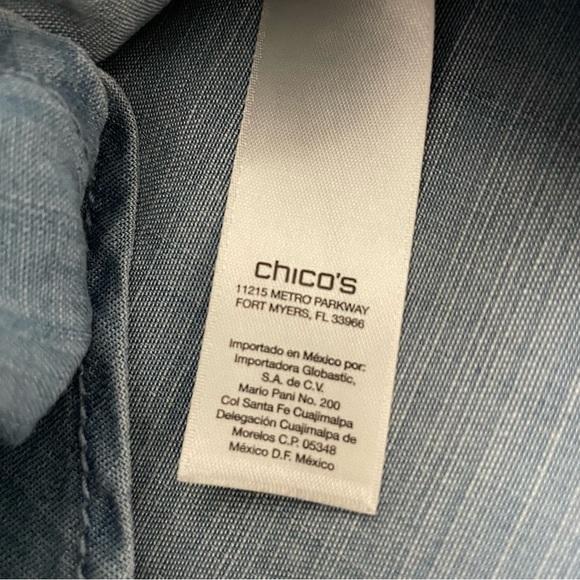 chico's
11215 METRO PARKWAY
FORT MYERS, FL 33966
Importado en México por:
Importadora Globastic,
S.A. de C.V.
Mario Pani No. 200
Col Santa Fe Cuajimalpa
Delegación Cuajimalpa de
Morelos C.P. 05348
México D.F. México